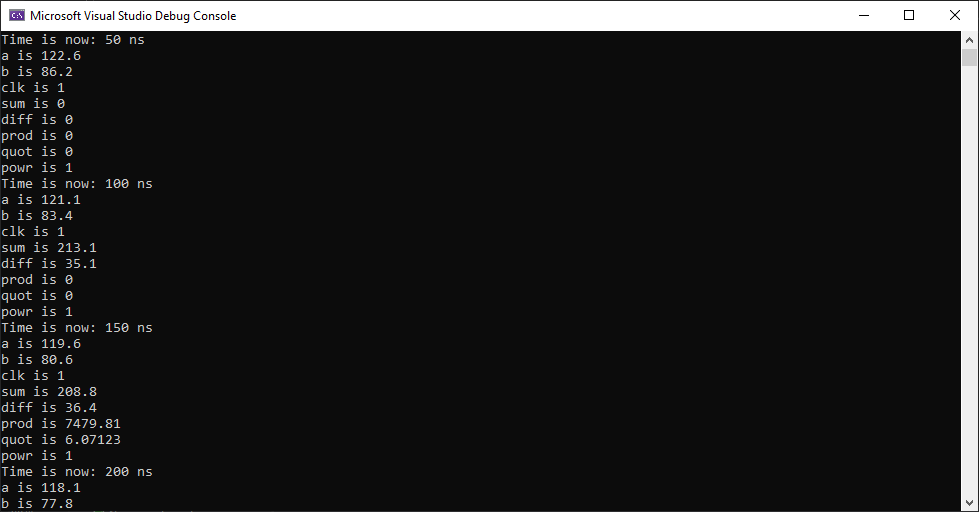 Microsoft Visual Studio Debug Console
Time is now: 50 ns
a is 122.6
b is 86.2
clk is 1
sum is 0
diff is 0
prod is 0
quot is 0
powr is 1
Time is now: 100 ns
a is 121.1
b is 83.4
clk is 1
sum is 213.1
diff is 35.1
prod is 0
quot is 0
powr is 1
Time is now: 150 ns
a is 119.6
b is 80.6
clk is 1
sum is 208.8
diff is 36.4
prod is 7479.81
quot is 6.07123
powr is 1
Time is now: 200 ns
a is 118.1
b is 77.8